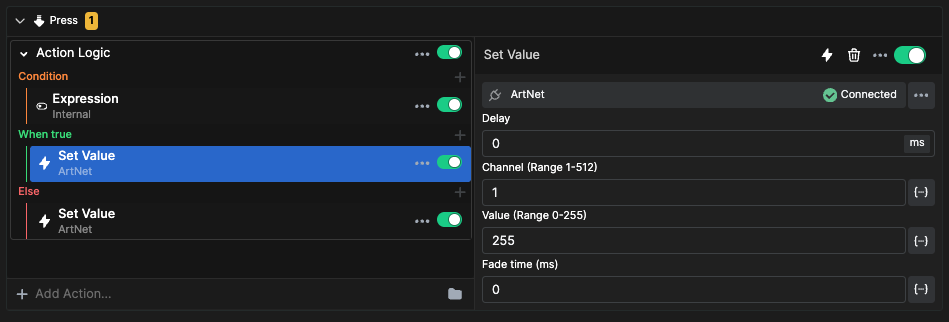 Press 1
Action Logic
Condition
Expression
Internal
When true
Set Value
ArtNet
Else
Set Value
ArtNet
Add Action...
Set Value
ArtNet Connected
Delay
0 ms
Channel (Range 1-512)
1
Value (Range 0-255)
255
Fade time (ms)
0